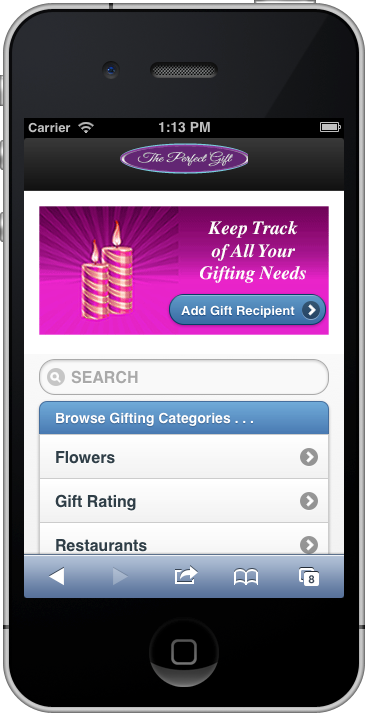 Carrier 1:13 PM
The Perfect Gift
Keep Track
of All Your
Gifting Needs
Add Gift Recipient
SEARCH
Browse Gifting Categories . . .
Flowers
Gift Rating
Restaurants
8